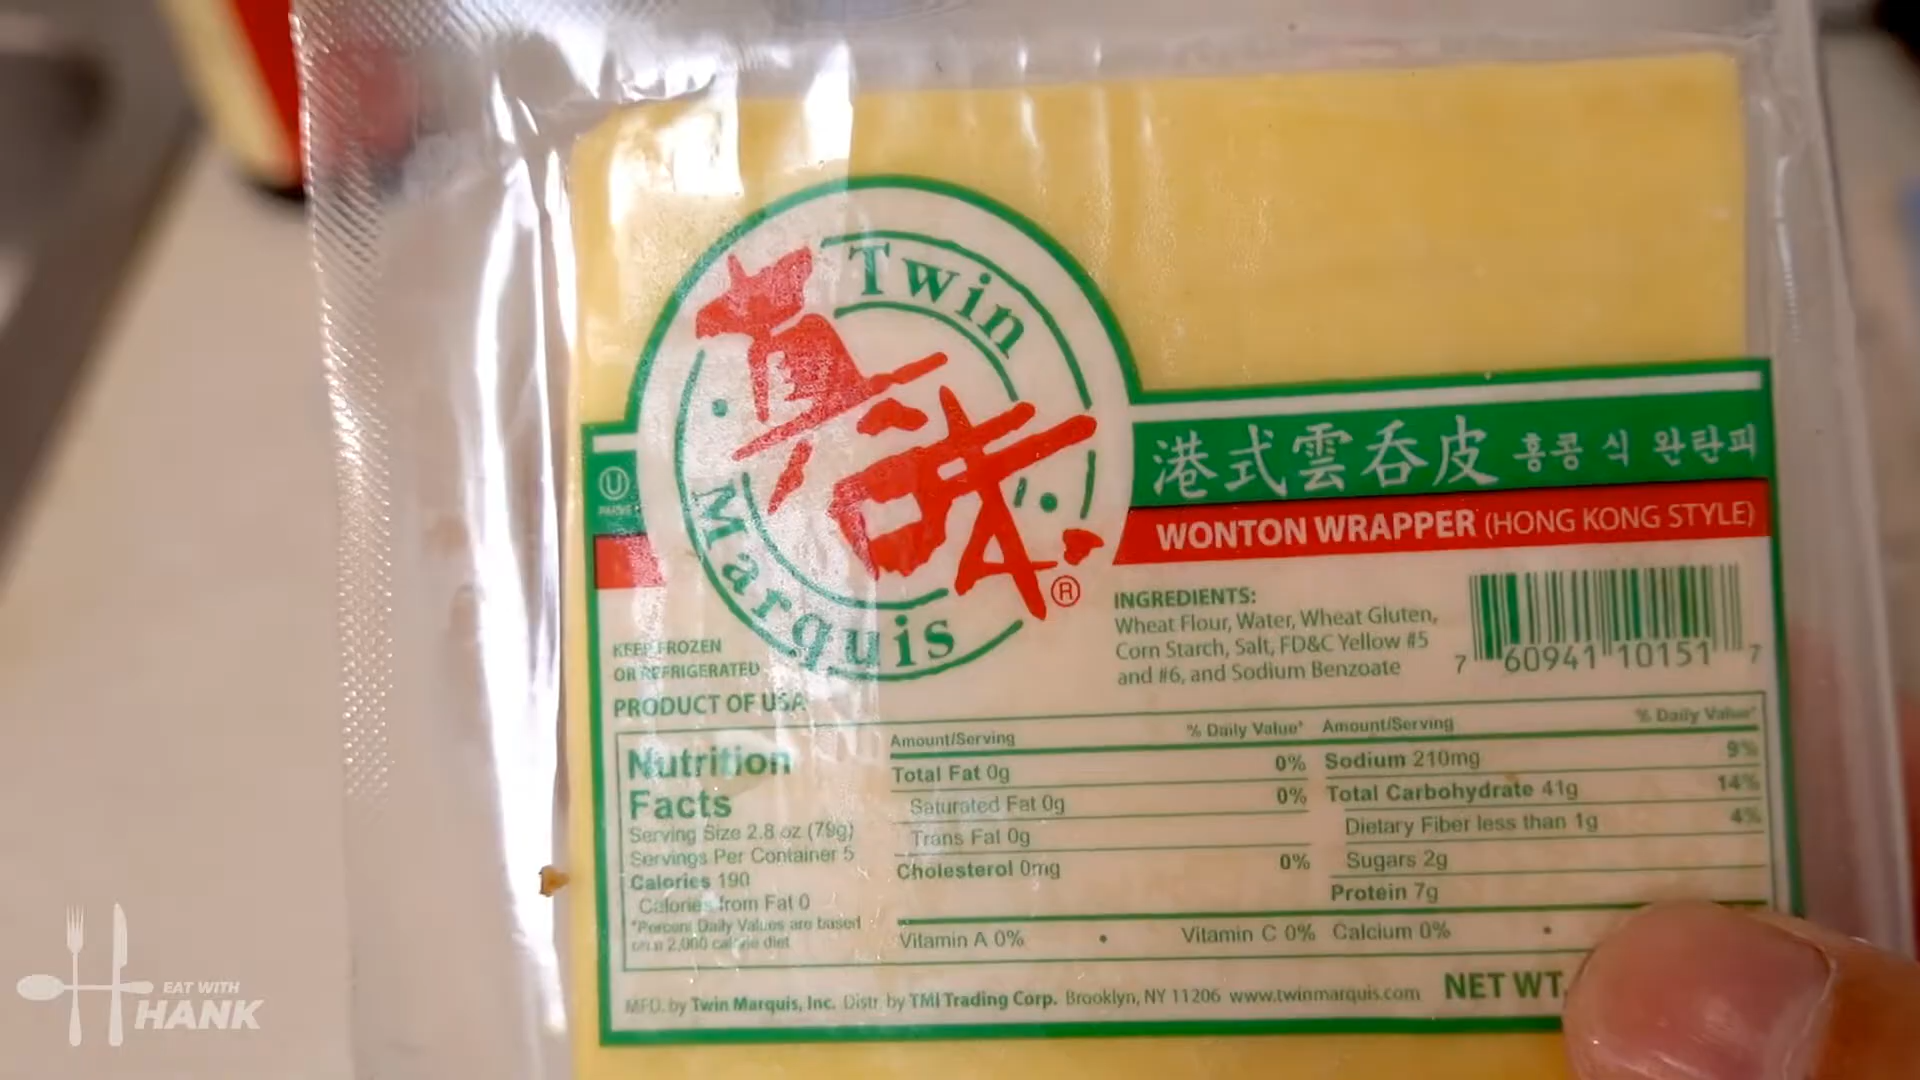 Twin
真味
Marquis
®
U
PARVE
港式雲吞皮 홍콩 식 완탄피
WONTON WRAPPER (HONG KONG STYLE)
KEEP FROZEN
OR REFRIGERATED
PRODUCT OF USA
INGREDIENTS:
Wheat Flour, Water, Wheat Gluten,
Corn Starch, Salt, FD&C Yellow #5
and #6, and Sodium Benzoate
7 60941 10151 7
Nutrition
Facts
Serving Size 2.8 oz (79g)
Servings Per Container 5
Calories 190
Calories from Fat 0
*Percent Daily Values are based
on a 2,000 calorie diet
Amount/Serving % Daily Value*
Total Fat 0g 0%
Saturated Fat 0g 0%
Trans Fat 0g
Cholesterol 0mg 0%
Amount/Serving % Daily Value*
Sodium 210mg 9%
Total Carbohydrate 41g 14%
Dietary Fiber less than 1g 4%
Sugars 2g
Protein 7g
Vitamin A 0% • Vitamin C 0% Calcium 0% •
MFD. by Twin Marquis, Inc. Distr. by TMI Trading Corp. Brooklyn, NY 11206 www.twinmarquis.com NET WT.
EAT WITH
HANK